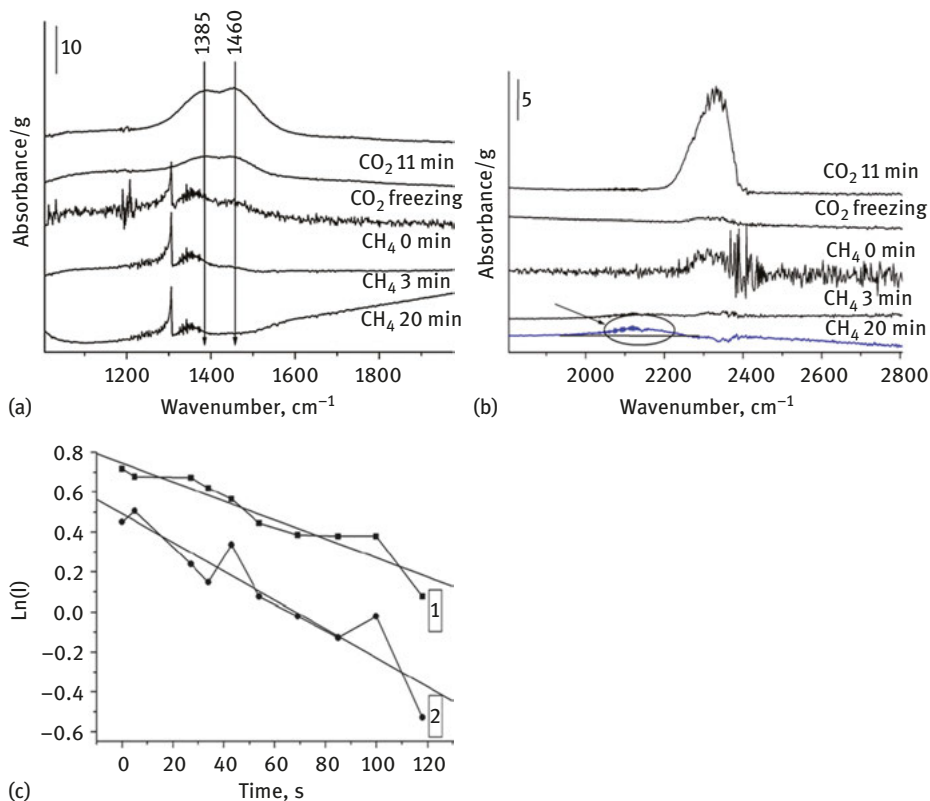 10
1385
1460
CO₂ 11 min
CO₂ freezing
CH₄ 0 min
CH₄ 3 min
CH₄ 20 min
Absorbance/g
1200 1400 1600 1800
(a)
Wavenumber, cm⁻¹
5
CO₂ 11 min
CO₂ freezing
CH₄ 0 min
CH₄ 3 min
CH₄ 20 min
Absorbance/g
2000 2200 2400 2600 2800
(b)
Wavenumber, cm⁻¹
0.8
0.6
0.4
0.2
0.0
−0.2
−0.4
−0.6
Ln(I)
1
2
0 20 40 60 80 100 120
(c)
Time, s